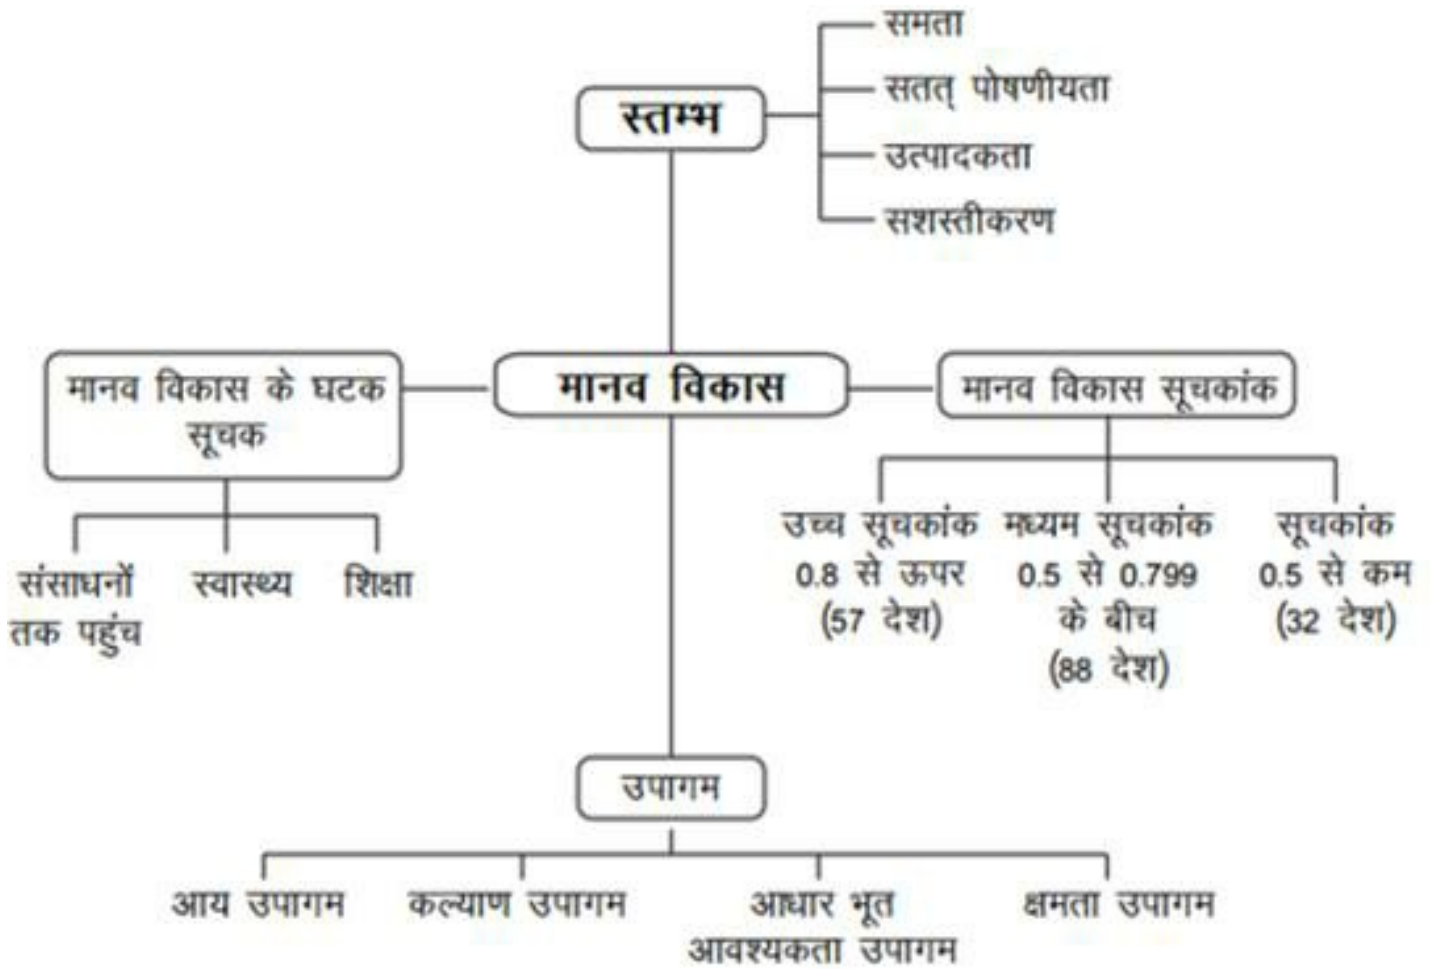 समता
सतत् पोषणीयता
स्तम्भ
उत्पादकता
सशस्तीकरण
मानव विकास के घटक
सूचक
मानव विकास
मानव विकास सूचकांक
संसाधनों
तक पहुंच
स्वास्थ्य
शिक्षा
उच्च सूचकांक
0.8 से ऊपर
(57 देश)
मध्यम सूचकांक
0.5 से 0.799
के बीच
(88 देश)
सूचकांक
0.5 से कम
(32 देश)
उपागम
आय उपागम
कल्याण उपागम
आधार भूत
आवश्यकता उपागम
क्षमता उपागम